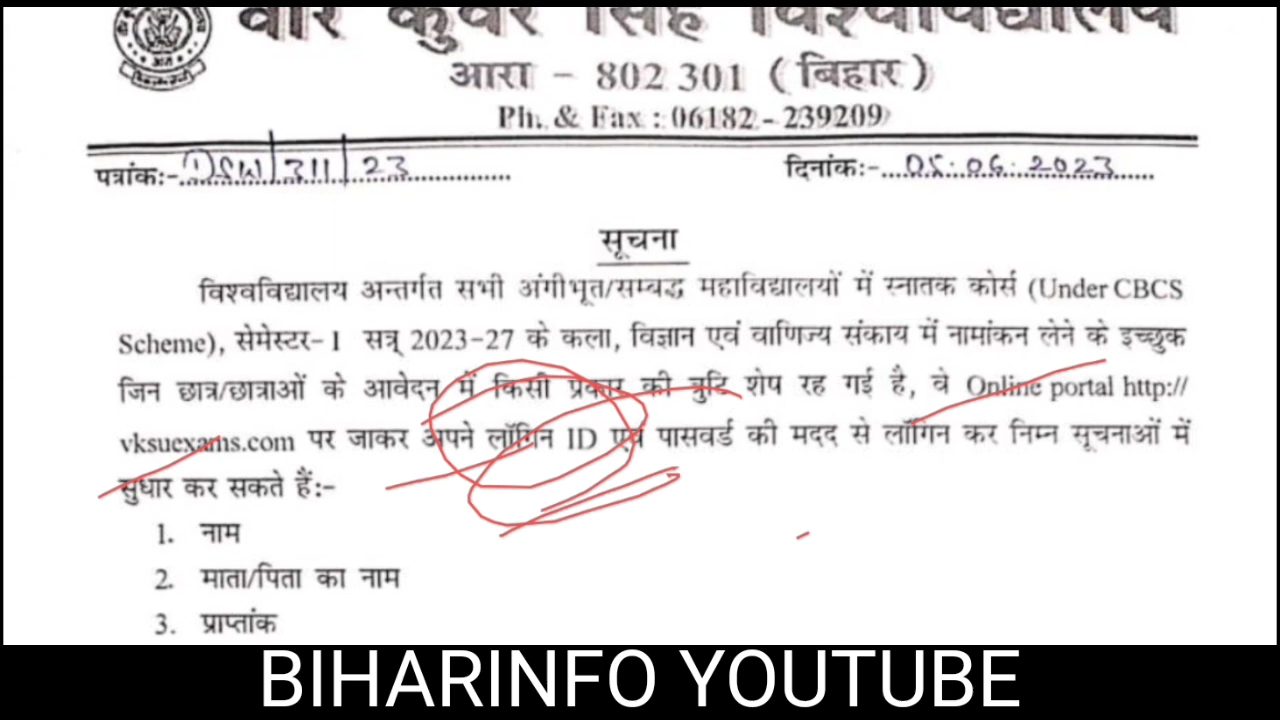 वीर कुंवर सिंह विश्वविद्यालय
आरा - 802 301 ( बिहार )
Ph. & Fax : 06182 - 239209
पत्रांकः-DSW/311/23 दिनांकः-05.06.2023
सूचना
विश्वविद्यालय अन्तर्गत सभी अंगीभूत/सम्बद्ध महाविद्यालयों में स्नातक कोर्स (Under CBCS
Scheme), सेमेस्टर- I सत्र् 2023-27 के कला, विज्ञान एवं वाणिज्य संकाय में नामांकन लेने के इच्छुक
जिन छात्र/छात्राओं के आवेदन में किसी प्रकार की त्रुटि शेष रह गई है, वे Online portal http://
vksuexams.com पर जाकर अपने लॉगिन ID एवं पासवर्ड की मदद से लॉगिन कर निम्न सूचनाओं में
सुधार कर सकते हैं:-
1. नाम
2. माता/पिता का नाम
3. प्राप्तांक
BIHARINFO YOUTUBE